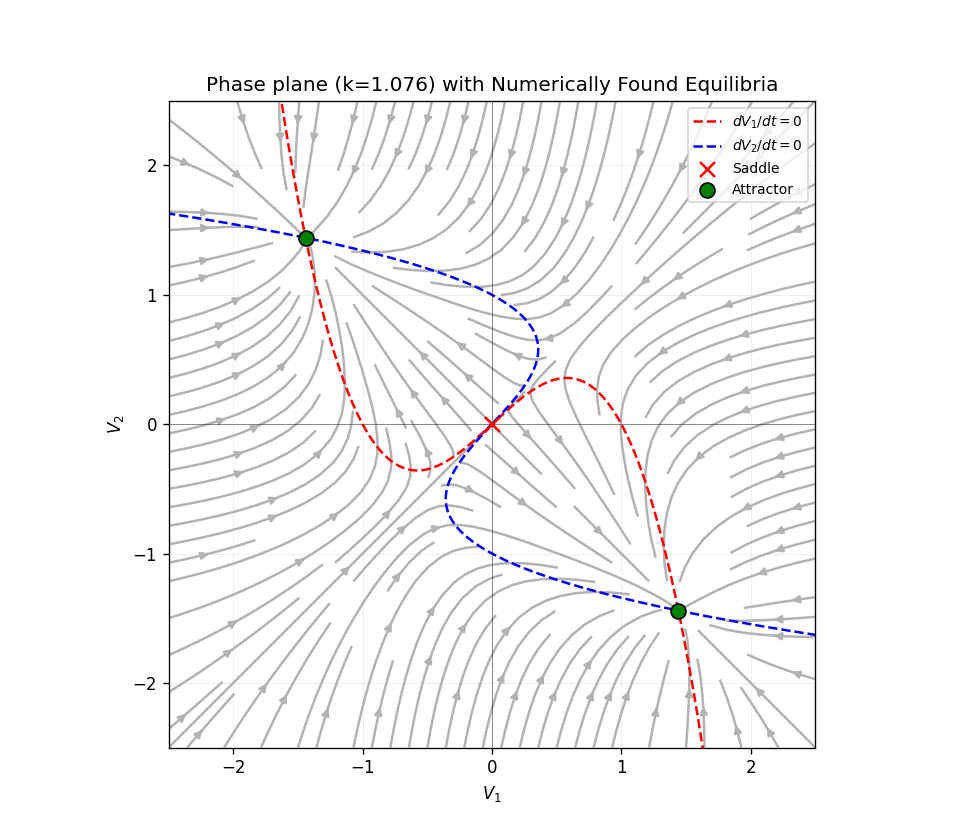 Phase plane (k=1.076) with Numerically Found Equilibria
dV₁/dt = 0
dV₂/dt = 0
Saddle
Attractor
2
1
0
−1
−2
V₂
−2 −1 0 1 2
V₁